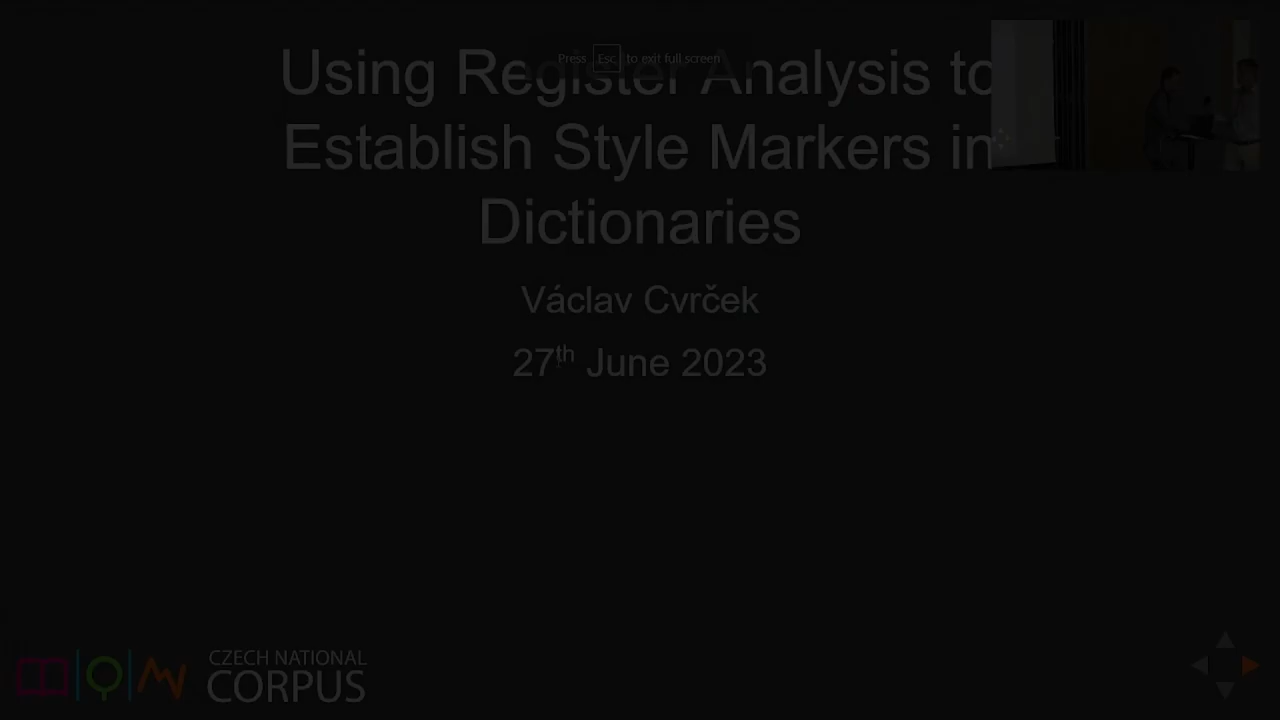 Press Esc to exit full screen
Using Register Analysis to
Establish Style Markers in
Dictionaries
Václav Cvrček
27th June 2023
CZECH NATIONAL
CORPUS